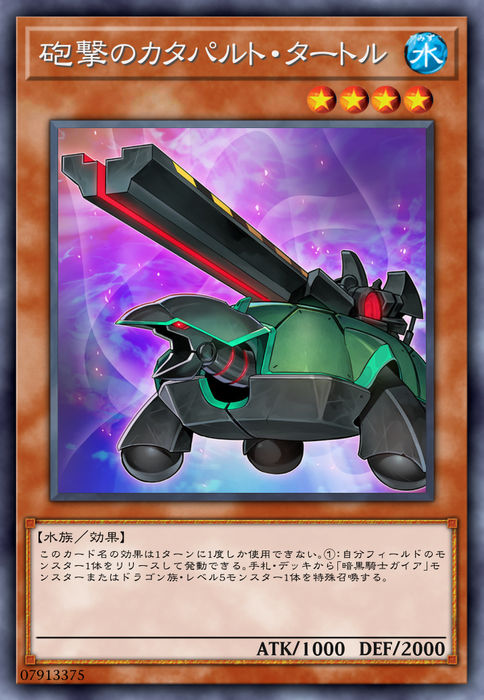 砲撃のカタパルト・タートル
みず
水
【水族／効果】
このカード名の効果は1ターンに1度しか使用できない。①:自分フィールドのモ
ンスター1体をリリースして発動できる。手札・デッキから「暗黒騎士ガイア」モ
ンスターまたはドラゴン族・レベル5モンスター1体を特殊召喚する。
ATK/1000 DEF/2000
07913375